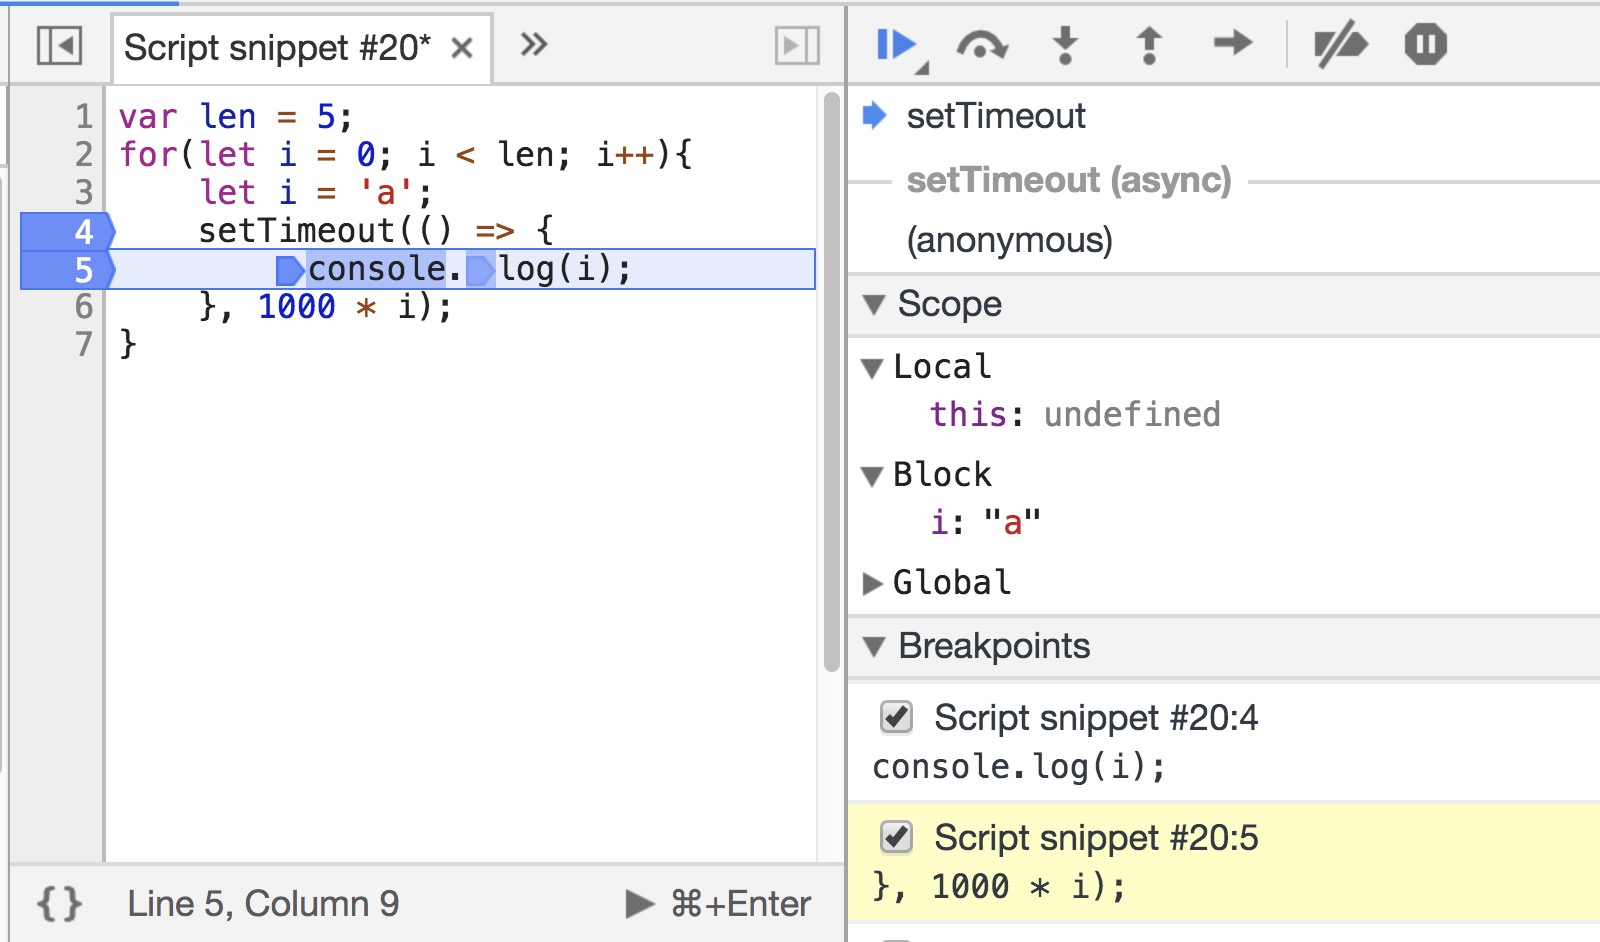 Script snippet #20* × »
1 var len = 5;
2 for(let i = 0; i < len; i++){
3     let i = 'a';
4     setTimeout(() => {
5         console.log(i);
6     }, 1000 * i);
7 }
{} Line 5, Column 9 ⌘+Enter
setTimeout
setTimeout (async)
(anonymous)
Scope
Local
this: undefined
Block
i: "a"
Global
Breakpoints
Script snippet #20:4
console.log(i);
Script snippet #20:5
}, 1000 * i);